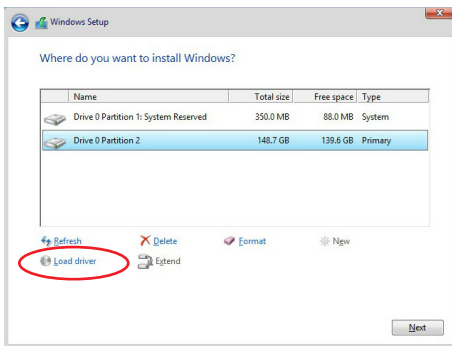 Windows Setup
Where do you want to install Windows?
Name Total size Free space Type
Drive 0 Partition 1: System Reserved 350.0 MB 88.0 MB System
Drive 0 Partition 2 148.7 GB 139.6 GB Primary
Refresh Delete Format New
Load driver Extend
Next